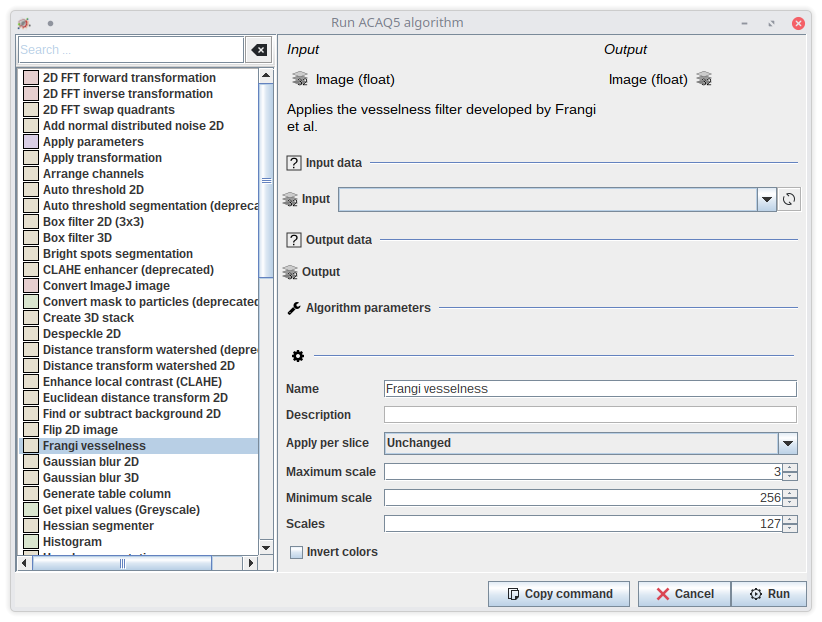 Run ACAQ5 algorithm
Search ...
2D FFT forward transformation
2D FFT inverse transformation
2D FFT swap quadrants
Add normal distributed noise 2D
Apply parameters
Apply transformation
Arrange channels
Auto threshold 2D
Auto threshold segmentation (depreca
Box filter 2D (3x3)
Box filter 3D
Bright spots segmentation
CLAHE enhancer (deprecated)
Convert ImageJ image
Convert mask to particles (deprecated
Create 3D stack
Despeckle 2D
Distance transform watershed (depre
Distance transform watershed 2D
Enhance local contrast (CLAHE)
Euclidean distance transform 2D
Find or subtract background 2D
Flip 2D image
Frangi vesselness
Gaussian blur 2D
Gaussian blur 3D
Generate table column
Get pixel values (Greyscale)
Hessian segmenter
Histogram
Input Output
32 Image (float) Image (float) 32
Applies the vesselness filter developed by Frangi
et al.
? Input data
32 Input
? Output data
32 Output
Algorithm parameters
Name Frangi vesselness
Description
Apply per slice Unchanged
Maximum scale 3
Minimum scale 256
Scales 127
Invert colors
Copy command Cancel Run